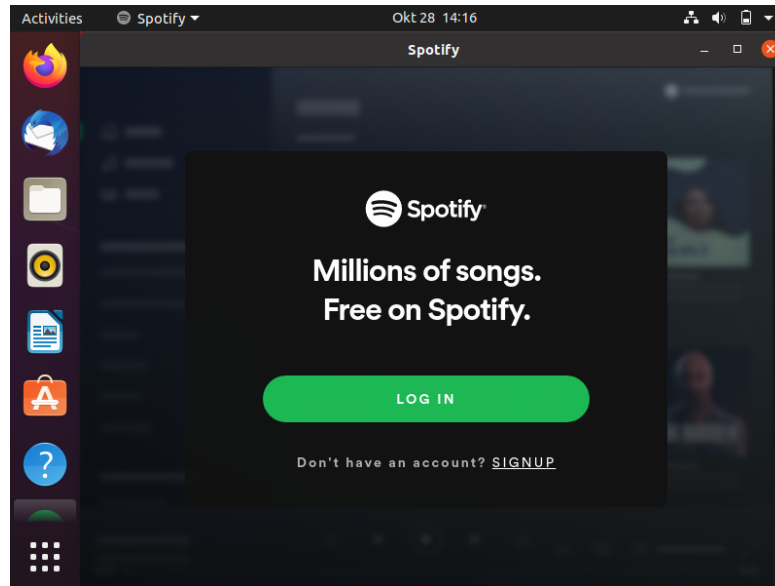 Activities
Spotify
Okt 28 14:16
Spotify
Spotify
Millions of songs.
Free on Spotify.
LOG IN
Don't have an account? SIGNUP